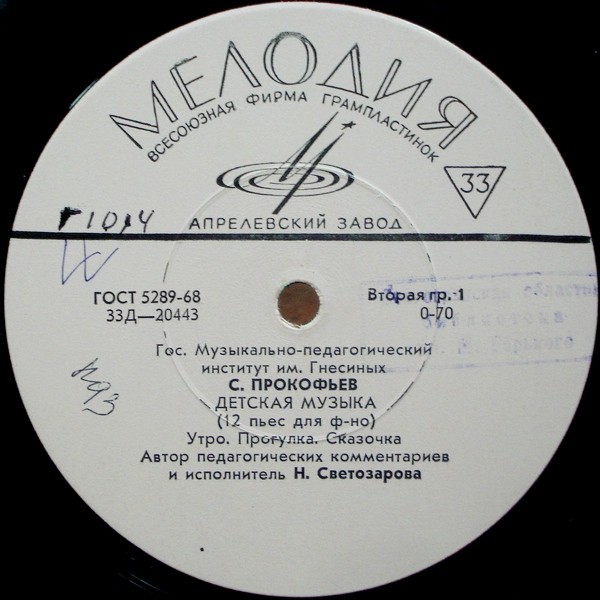 МЕЛОДИЯ
ВСЕСОЮЗНАЯ ФИРМА ГРАМПЛАСТИНОК
33
АПРЕЛЕВСКИЙ ЗАВОД
ГОСТ 5289-68
33Д—20443
Вторая гр. 1
0-70
Гос. Музыкально-педагогический
институт им. Гнесиных
С. ПРОКОФЬЕВ
ДЕТСКАЯ МУЗЫКА
(12 пьес для ф-но)
Утро. Прогулка. Сказочка
Автор педагогических комментариев
и исполнитель Н. Светозарова